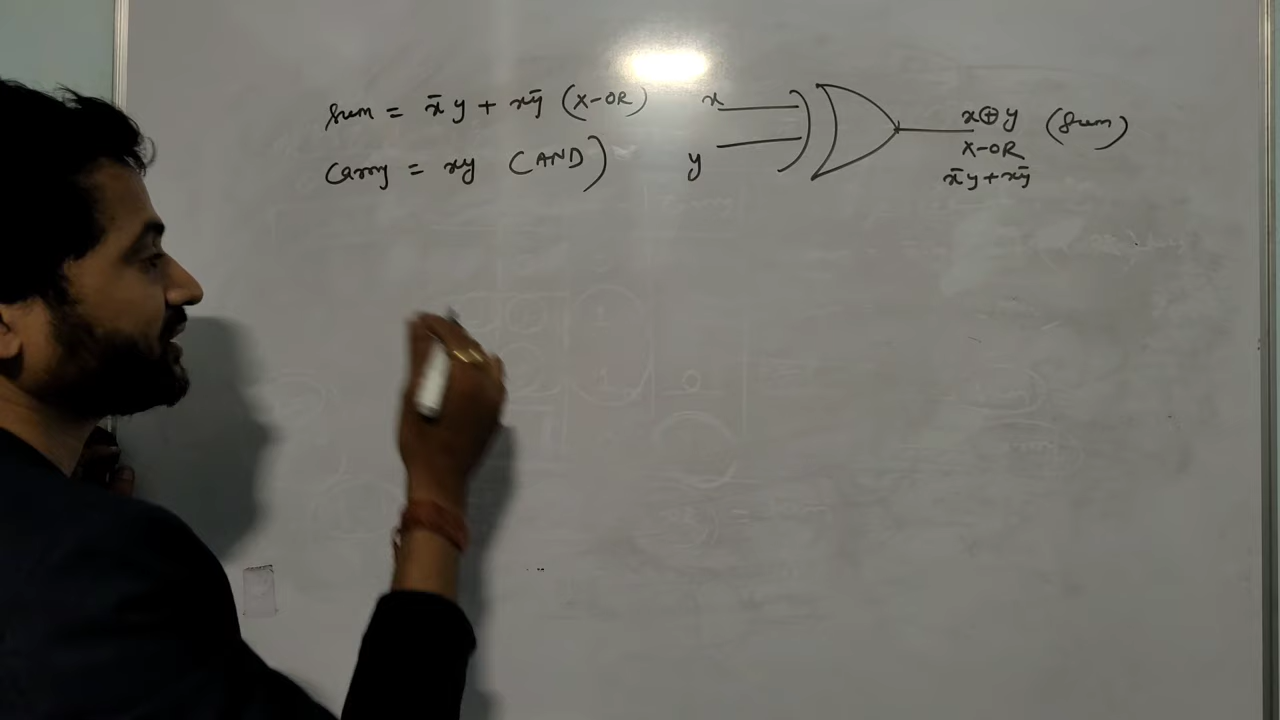 Sum = x̄y + xȳ (X-OR)
Carry = xy (AND)
x
y
x⊕y (Sum)
X-OR
x̄y+xȳ